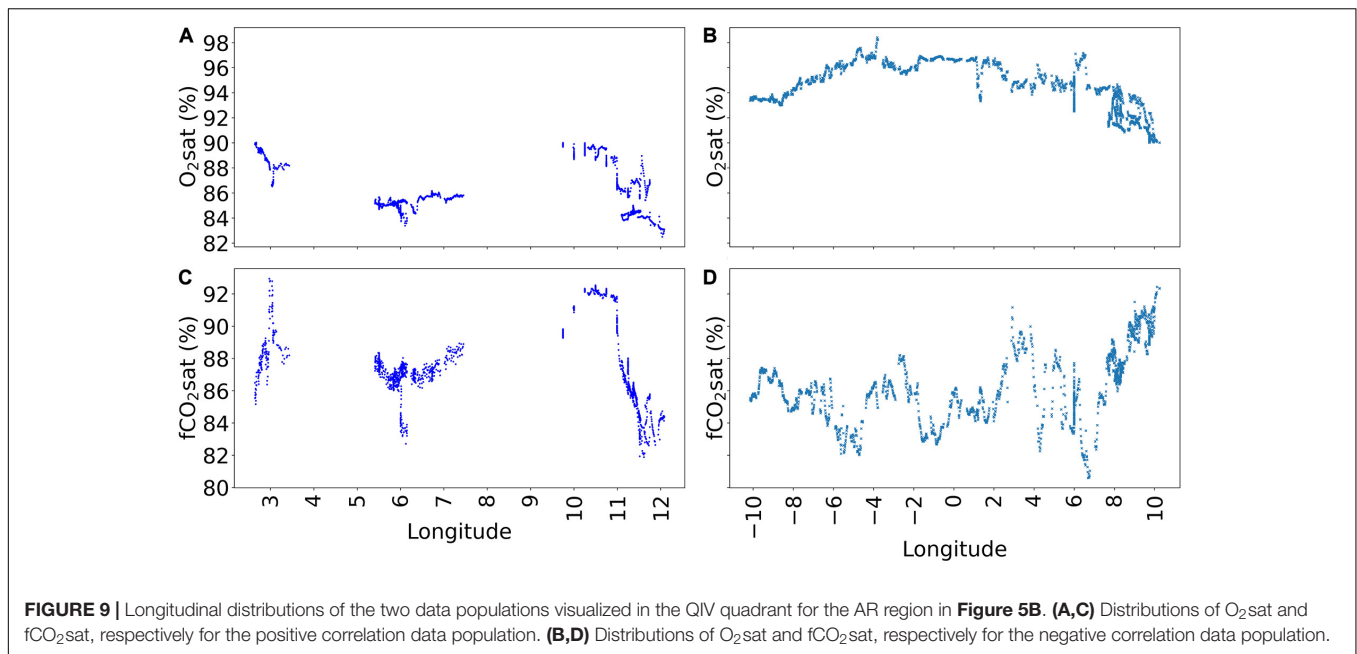 A
B
98
96
94
92
90
88
86
84
82
O₂sat (%)
O₂sat (%)
C
D
92
90
88
86
84
82
80
fCO₂sat (%)
fCO₂sat (%)
3 4 5 6 7 8 9 10 11 12
−10 −8 −6 −4 −2 0 2 4 6 8 10
Longitude
Longitude
FIGURE 9 | Longitudinal distributions of the two data populations visualized in the QIV quadrant for the AR region in Figure 5B. (A,C) Distributions of O₂sat and
fCO₂sat, respectively for the positive correlation data population. (B,D) Distributions of O₂sat and fCO₂sat, respectively for the negative correlation data population.